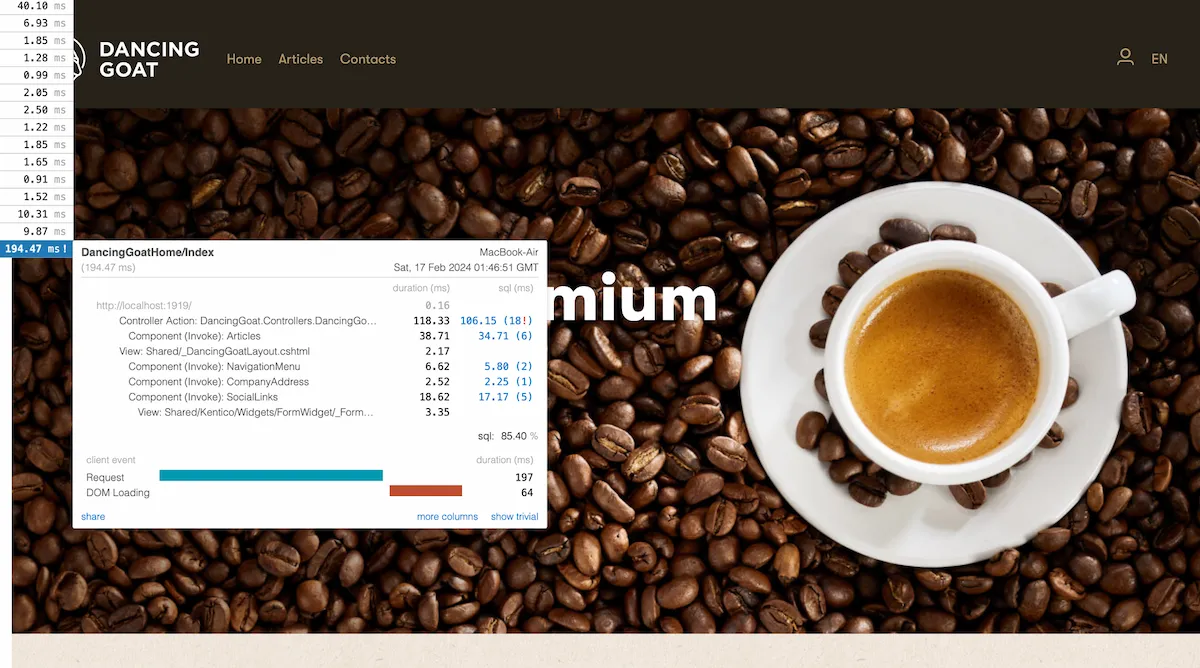 40.10 ms
6.93 ms
1.85 ms
1.28 ms
0.99 ms
2.05 ms
2.50 ms
1.22 ms
1.85 ms
1.65 ms
0.91 ms
1.52 ms
10.31 ms
9.87 ms
194.47 ms !
DANCING
GOAT
Home Articles Contacts
EN
DancingGoatHome/Index MacBook-Air
(194.47 ms) Sat, 17 Feb 2024 01:46:51 GMT
duration (ms) sql (ms)
http://localhost:1919/ 0.16
Controller Action: DancingGoat.Controllers.DancingGo... 118.33 106.15 (18!)
Component (Invoke): Articles 38.71 34.71 (6)
View: Shared/_DancingGoatLayout.cshtml 2.17
Component (Invoke): NavigationMenu 6.62 5.80 (2)
Component (Invoke): CompanyAddress 2.52 2.25 (1)
Component (Invoke): SocialLinks 18.62 17.17 (5)
View: Shared/Kentico/Widgets/FormWidget/_Form... 3.35
sql: 85.40 %
client event duration (ms)
Request 197
DOM Loading 64
share more columns show trivial
mium